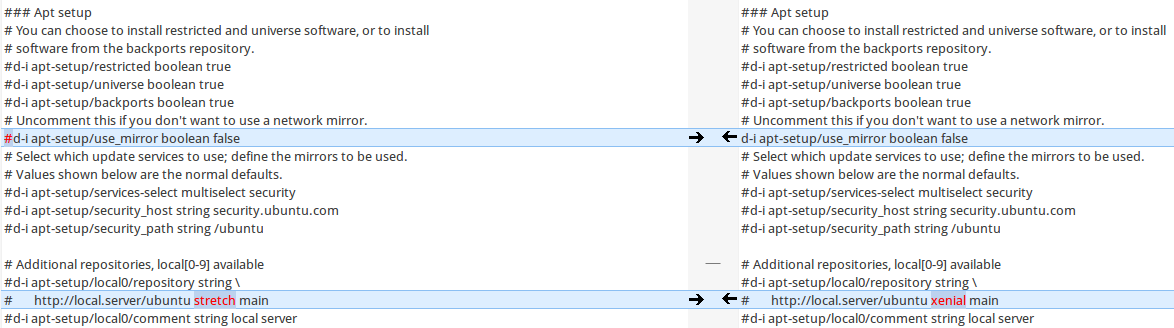 ### Apt setup
# You can choose to install restricted and universe software, or to install
# software from the backports repository.
#d-i apt-setup/restricted boolean true
#d-i apt-setup/universe boolean true
#d-i apt-setup/backports boolean true
# Uncomment this if you don't want to use a network mirror.
#d-i apt-setup/use_mirror boolean false
# Select which update services to use; define the mirrors to be used.
# Values shown below are the normal defaults.
#d-i apt-setup/services-select multiselect security
#d-i apt-setup/security_host string security.ubuntu.com
#d-i apt-setup/security_path string /ubuntu

# Additional repositories, local[0-9] available
#d-i apt-setup/local0/repository string \
#      http://local.server/ubuntu stretch main
#d-i apt-setup/local0/comment string local server
### Apt setup
# You can choose to install restricted and universe software, or to install
# software from the backports repository.
#d-i apt-setup/restricted boolean true
#d-i apt-setup/universe boolean true
#d-i apt-setup/backports boolean true
# Uncomment this if you don't want to use a network mirror.
d-i apt-setup/use_mirror boolean false
# Select which update services to use; define the mirrors to be used.
# Values shown below are the normal defaults.
#d-i apt-setup/services-select multiselect security
#d-i apt-setup/security_host string security.ubuntu.com
#d-i apt-setup/security_path string /ubuntu

# Additional repositories, local[0-9] available
#d-i apt-setup/local0/repository string \
#      http://local.server/ubuntu xenial main
#d-i apt-setup/local0/comment string local server